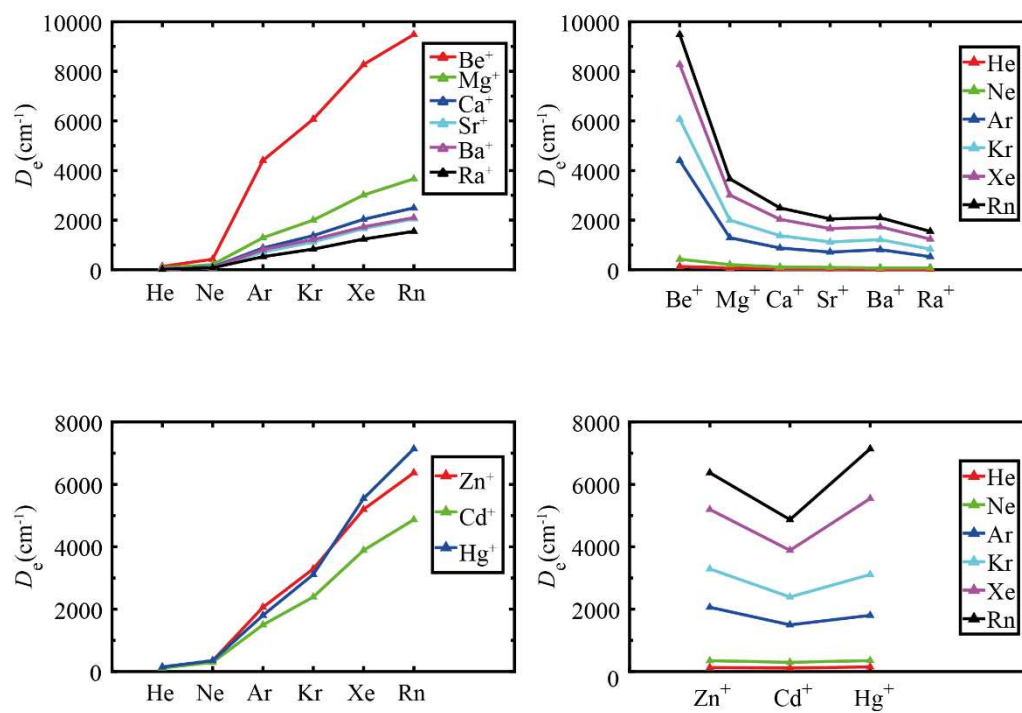 10000
8000
6000
4000
2000
0
De(cm-1)
He Ne Ar Kr Xe Rn
Be+
Mg+
Ca+
Sr+
Ba+
Ra+
10000
8000
6000
4000
2000
0
De(cm-1)
Be+ Mg+ Ca+ Sr+ Ba+ Ra+
He
Ne
Ar
Kr
Xe
Rn
8000
6000
4000
2000
0
De(cm-1)
He Ne Ar Kr Xe Rn
Zn+
Cd+
Hg+
8000
6000
4000
2000
0
De(cm-1)
Zn+ Cd+ Hg+
He
Ne
Ar
Kr
Xe
Rn